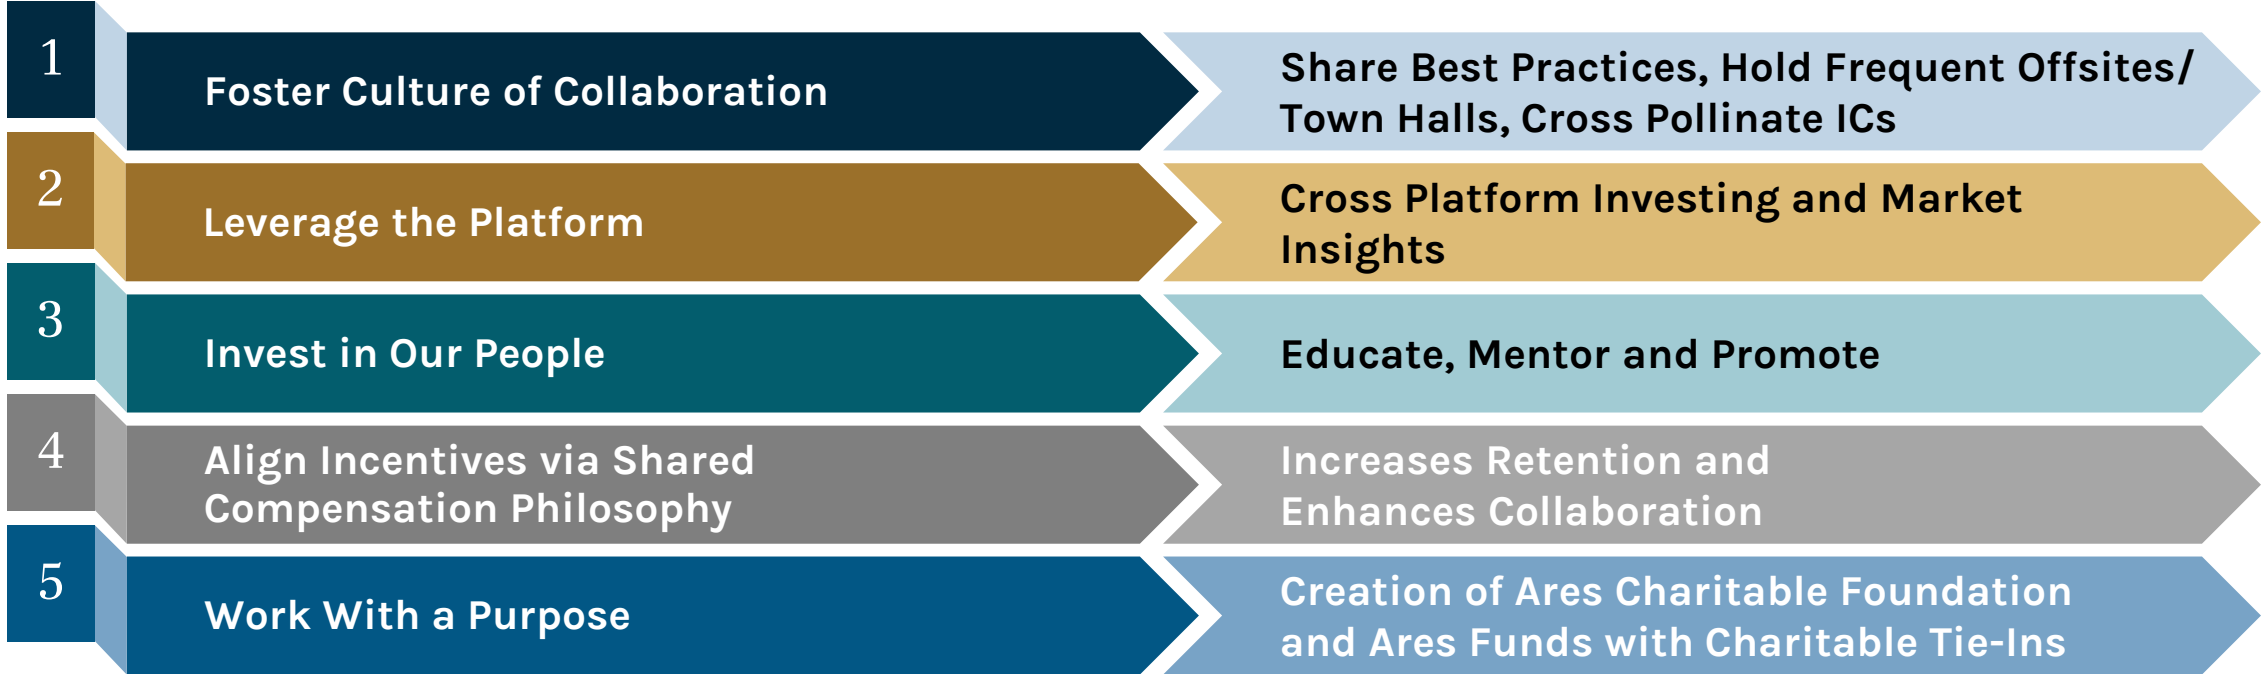 1
Foster Culture of Collaboration
Share Best Practices, Hold Frequent Offsites/
Town Halls, Cross Pollinate ICs
2
Leverage the Platform
Cross Platform Investing and Market
Insights
3
Invest in Our People
Educate, Mentor and Promote
4
Align Incentives via Shared
Compensation Philosophy
Increases Retention and
Enhances Collaboration
5
Work With a Purpose
Creation of Ares Charitable Foundation
and Ares Funds with Charitable Tie-Ins